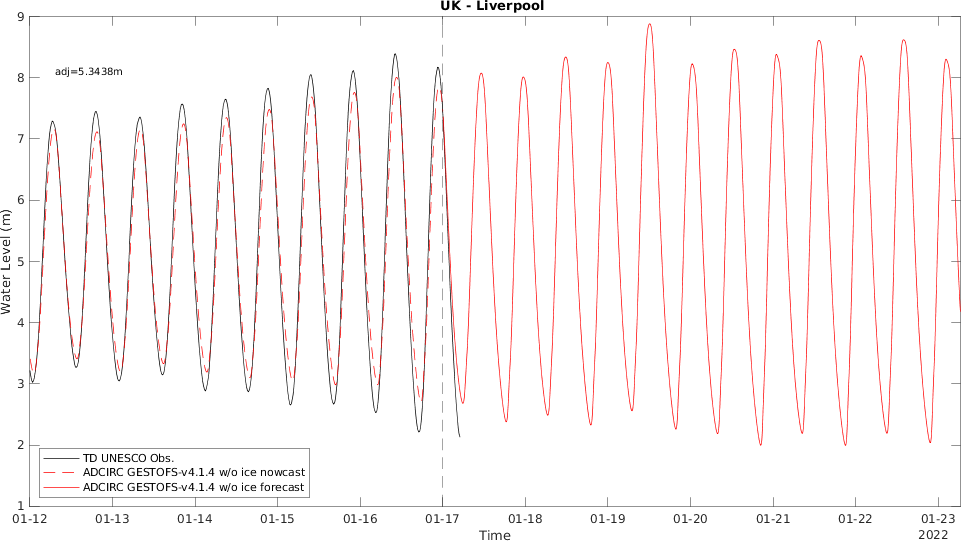 UK - Liverpool
9
8
7
6
5
4
3
2
1
Water Level (m)
adj=5.3438m
TD UNESCO Obs.
ADCIRC GESTOFS-v4.1.4 w/o ice nowcast
ADCIRC GESTOFS-v4.1.4 w/o ice forecast
01-12 01-13 01-14 01-15 01-16 01-17 01-18 01-19 01-20 01-21 01-22 01-23
Time
2022